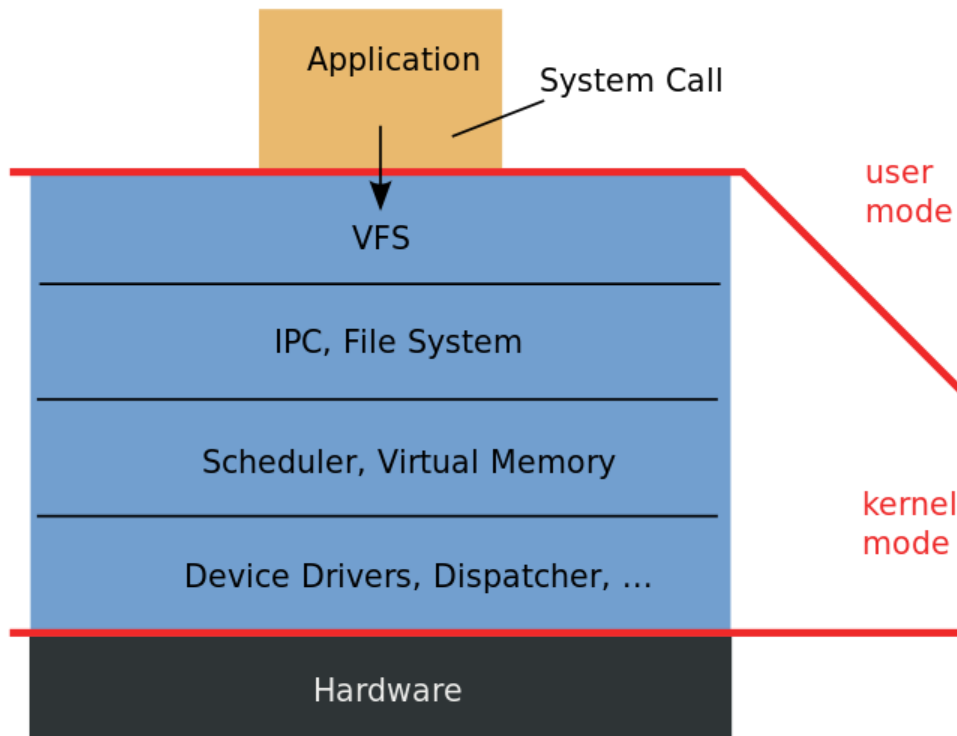 Application
System Call
user
mode
VFS
IPC, File System
Scheduler, Virtual Memory
kernel
mode
Device Drivers, Dispatcher, ...
Hardware